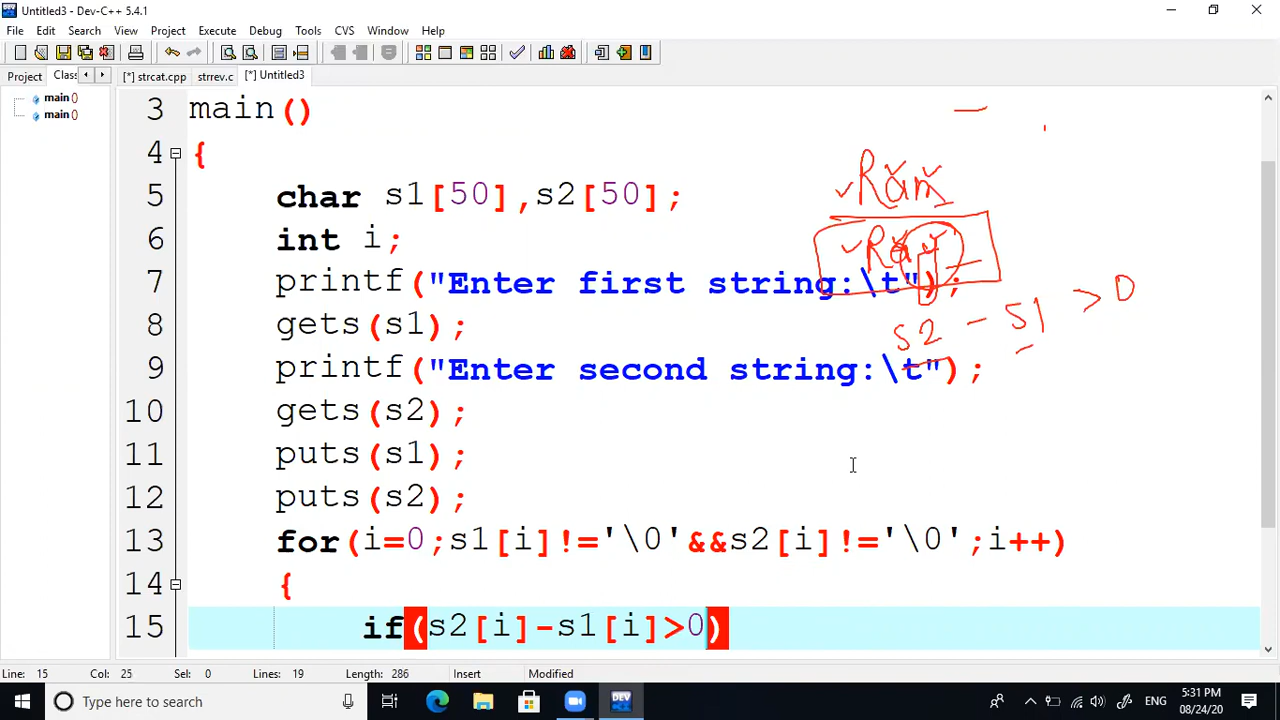 Untitled3 - Dev-C++ 5.4.1
File Edit Search View Project Execute Debug Tools CVS Window Help
Project Class [*] strcat.cpp strrev.c [*] Untitled3
main ()
main ()
3 main()
4 {
5 char s1[50],s2[50];
6 int i;
7 printf("Enter first string:\t");
8 gets(s1);
9 printf("Enter second string:\t");
10 gets(s2);
11 puts(s1);
12 puts(s2);
13 for(i=0;s1[i]!='\0'&&s2[i]!='\0';i++)
14 {
15 if(s2[i]-s1[i]>0)
Ram
s2 - s1 > 0
Line: 15 Col: 25 Sel: 0 Lines: 19 Length: 286 Insert Modified
Type here to search
DEV
ENG
5:31 PM
08/24/20